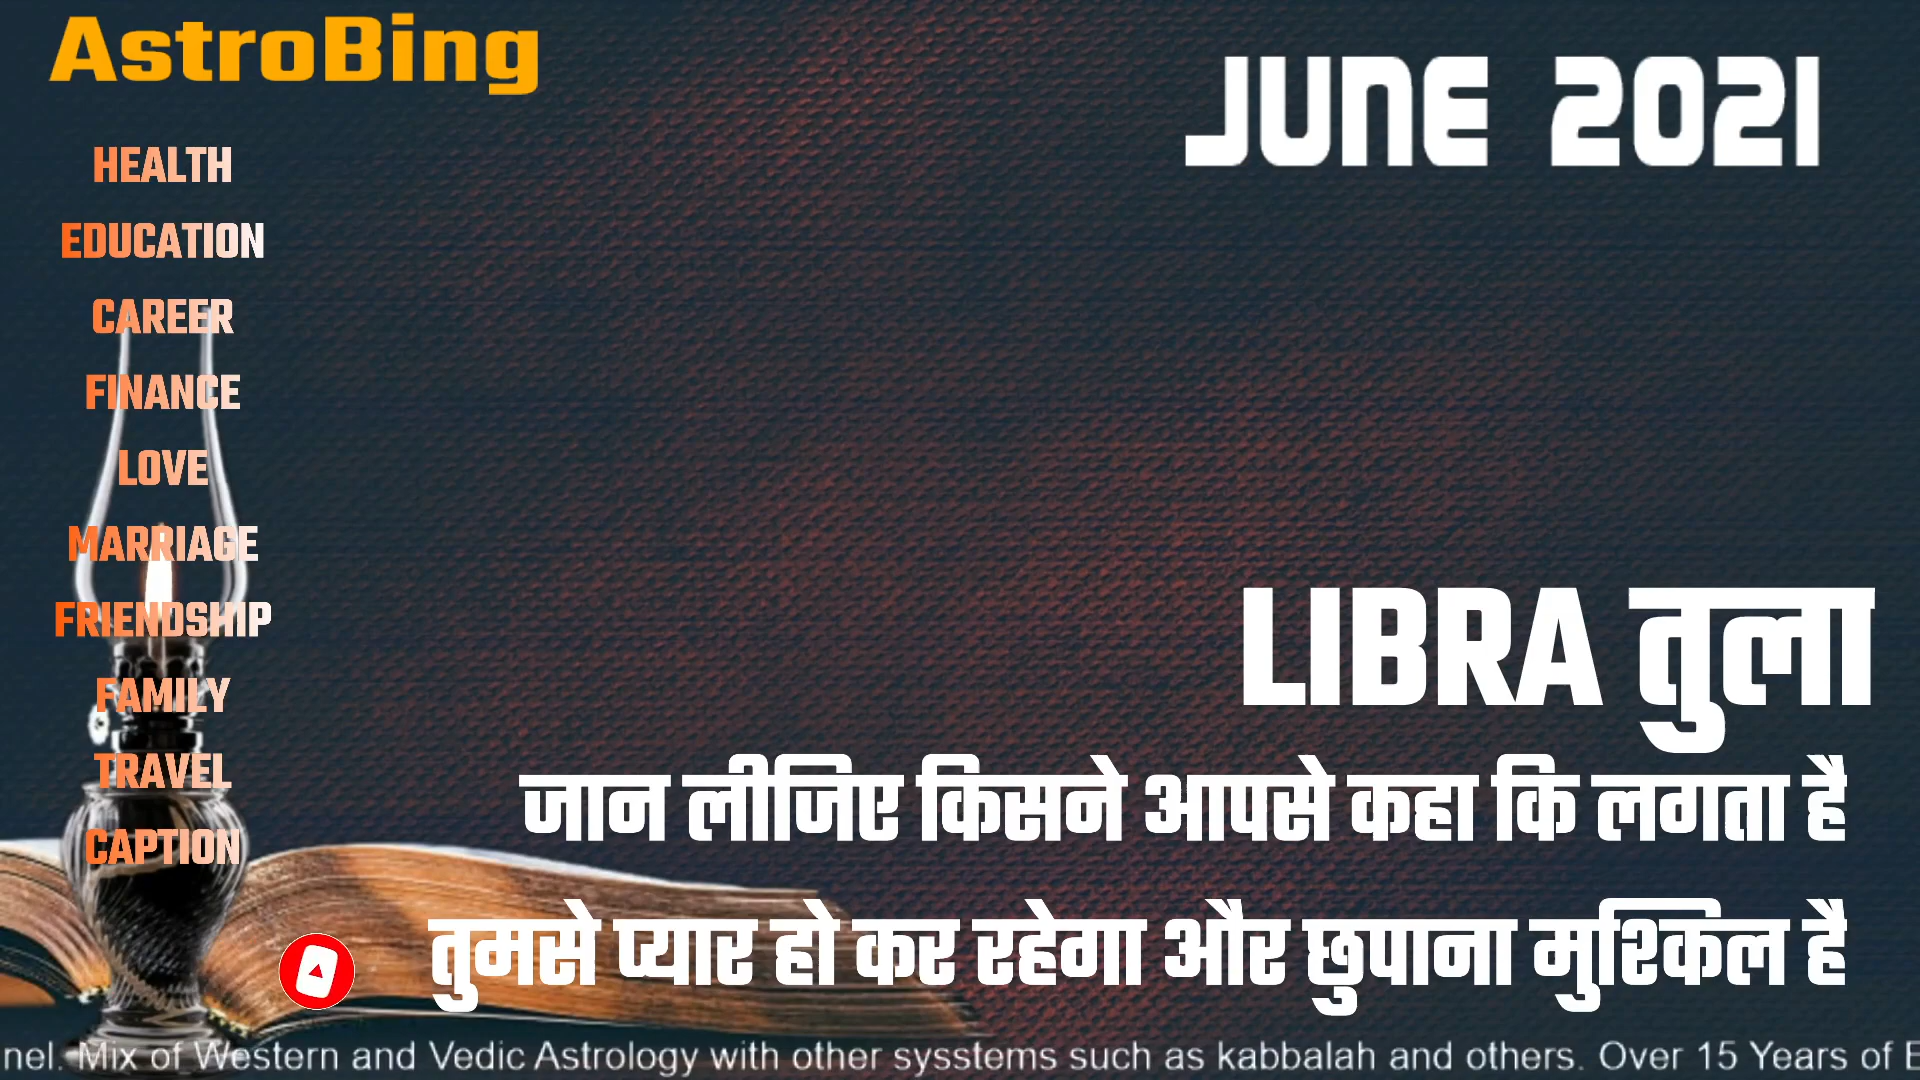 AstroBing
JUNE 2021
HEALTH
EDUCATION
CAREER
FINANCE
LOVE
MARRIAGE
FRIENDSHIP
FAMILY
TRAVEL
CAPTION
LIBRA तुला
जान लीजिए किसने आपसे कहा कि लगता है
तुमसे प्यार हो कर रहेगा और छुपाना मुश्किल है
nel. Mix of Western and Vedic Astrology with other sysstems such as kabbalah and others. Over 15 Years of E